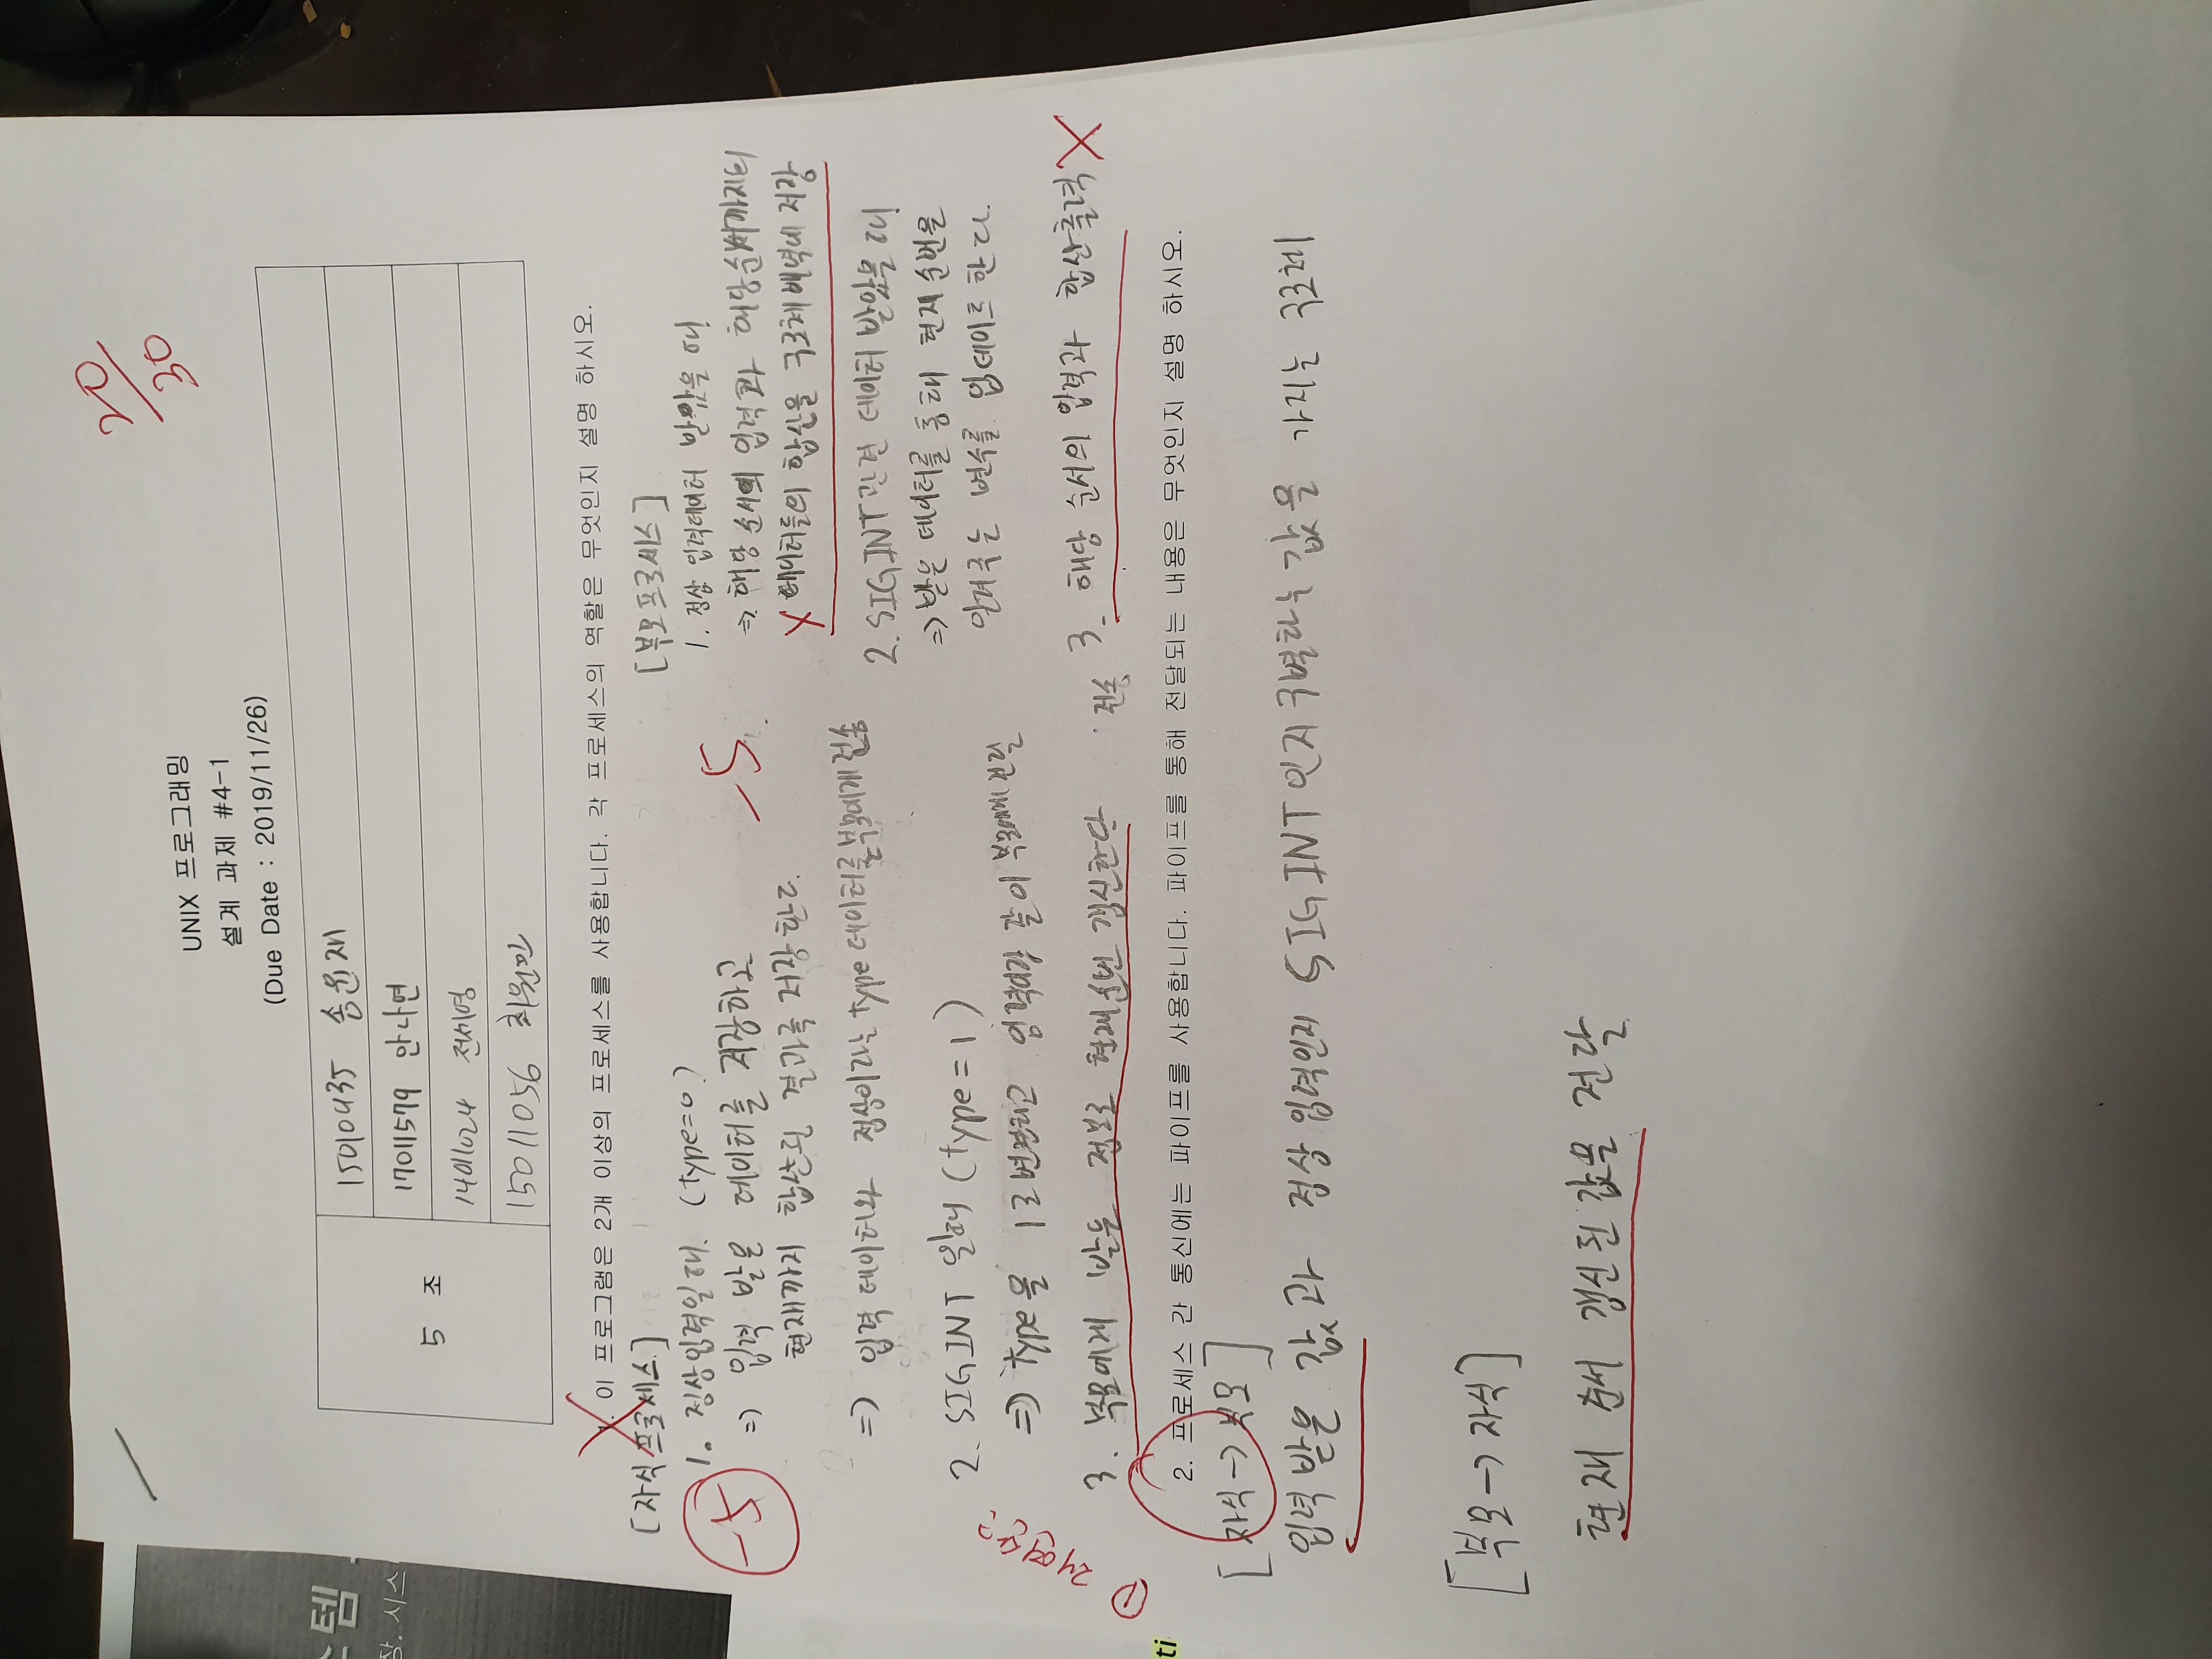 20
30
UNIX 프로그래밍
설계 과제 #4-1
(Due Date : 2019/11/26)
스템
장. 시스
5 조
15010435 송윤재
17011579 안나연
14011024 전세영
15011056 최원민
1. 이 프로그램은 2개 이상의 프로세스를 사용합니다. 각 프로세스의 역할은 무엇인지 설명 하시오.
[자식 프로세스]
-5
1. 정상입력일때. (type=0)
⇒ 입력 받은 데이터를 저장하고
현재까지 합산된 결과를 저장한다.
⇒ 입력 데이터와 정상이라는 type 데이터를 부모에게 전송
2. SIGINT 일때 (type=1)
⇒ type을 1로 변경하고 입력이랑 같이 부모에게 전달
3. 부모에게 받는 정보로 현재순번 갱신한다
① 재연산?
-5
[부모프로세스]
1. 정상 입력데이터 받았을 때
⇒ 해당 순서의 입력과 해당순서까지의
X 데이터들의 합산을 구조체 배열에 저장
2. SIGINT 관련 데이터 받았을 때
⇒ 받은 데이터를 통해 현재 순번을
알려주는 변수를 업데이트 한다.
3. 해당 순서의 입력과 합산출력 X
전송
ti
2. 프로세스 간 통신에는 파이프를 사용합니다. 파이프를 통해 전달되는 내용은 무엇인지 설명 하시오.
[자식 → 부모]
입력 받은 값과 정상 입력인지 SIGINT인지 구별하는 값을 가지는 구조체
[부모 → 자식]
현재 순서 갱신된 값을 전달